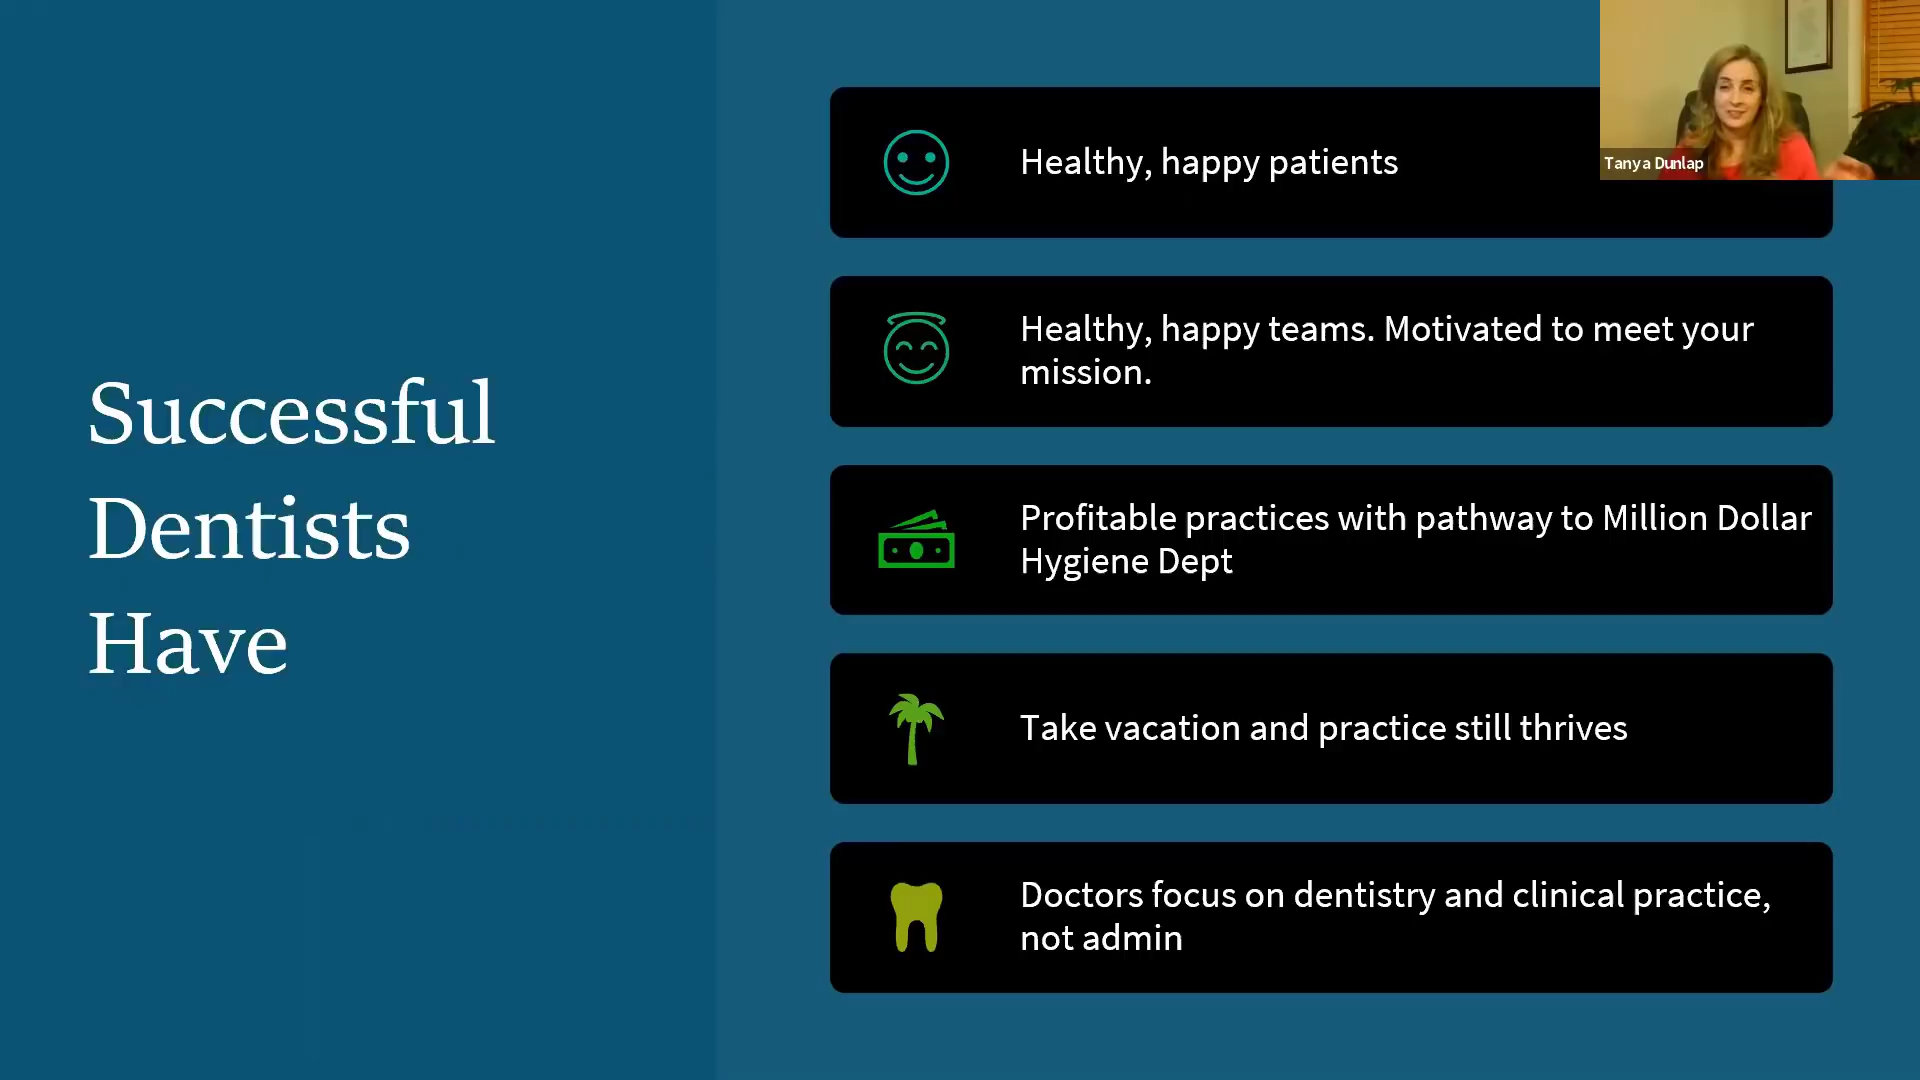 Successful
Dentists
Have
Healthy, happy patients
Healthy, happy teams. Motivated to meet your
mission.
Profitable practices with pathway to Million Dollar
Hygiene Dept
Take vacation and practice still thrives
Doctors focus on dentistry and clinical practice,
not admin
Tanya Dunlap